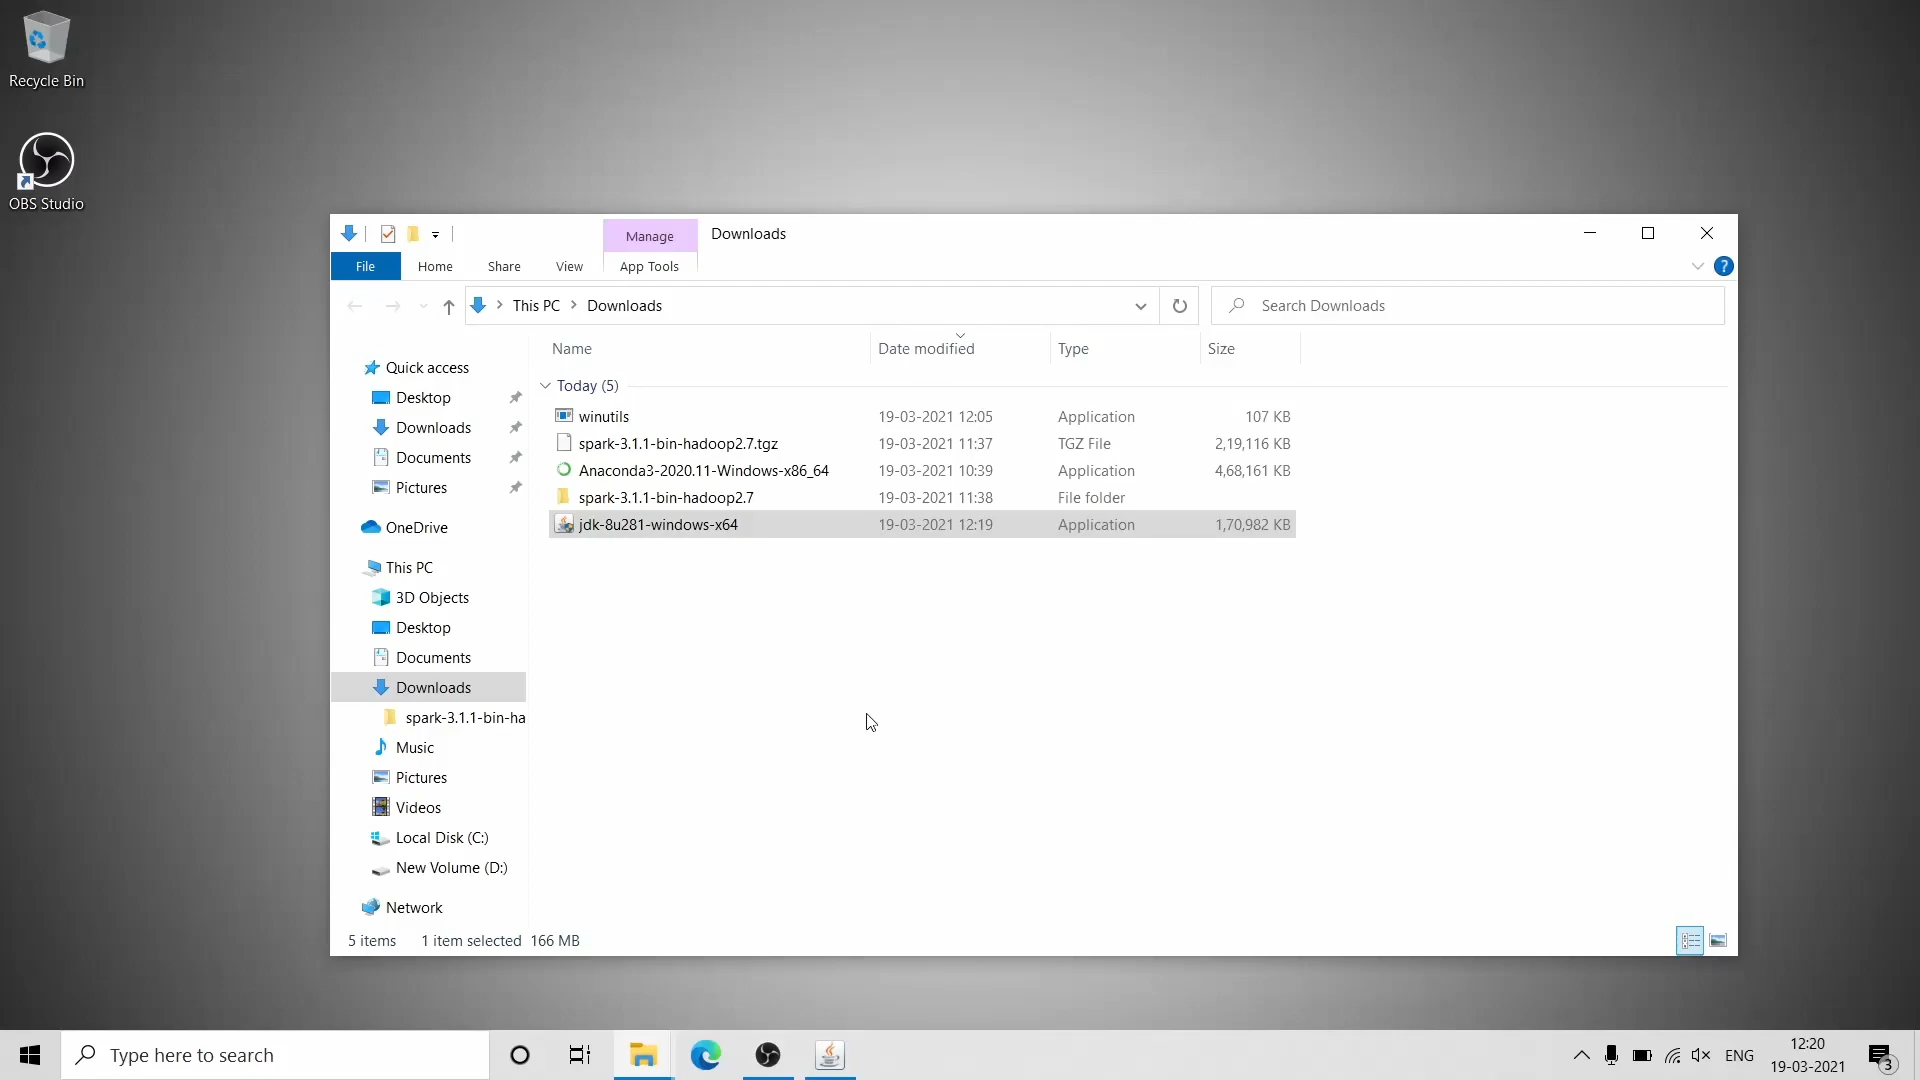 Recycle Bin
OBS Studio
Manage
Downloads
File
Home
Share
View
App Tools
This PC
Downloads
Search Downloads
Name
Date modified
Type
Size
Quick access
Desktop
Downloads
Documents
Pictures
OneDrive
This PC
3D Objects
Desktop
Documents
Downloads
spark-3.1.1-bin-ha
Music
Pictures
Videos
Local Disk (C:)
New Volume (D:)
Network
Today (5)
winutils 19-03-2021 12:05 Application 107 KB
spark-3.1.1-bin-hadoop2.7.tgz 19-03-2021 11:37 TGZ File 2,19,116 KB
Anaconda3-2020.11-Windows-x86_64 19-03-2021 10:39 Application 4,68,161 KB
spark-3.1.1-bin-hadoop2.7 19-03-2021 11:38 File folder
jdk-8u281-windows-x64 19-03-2021 12:19 Application 1,70,982 KB
5 items 1 item selected 166 MB
Type here to search
ENG
12:20
19-03-2021
3